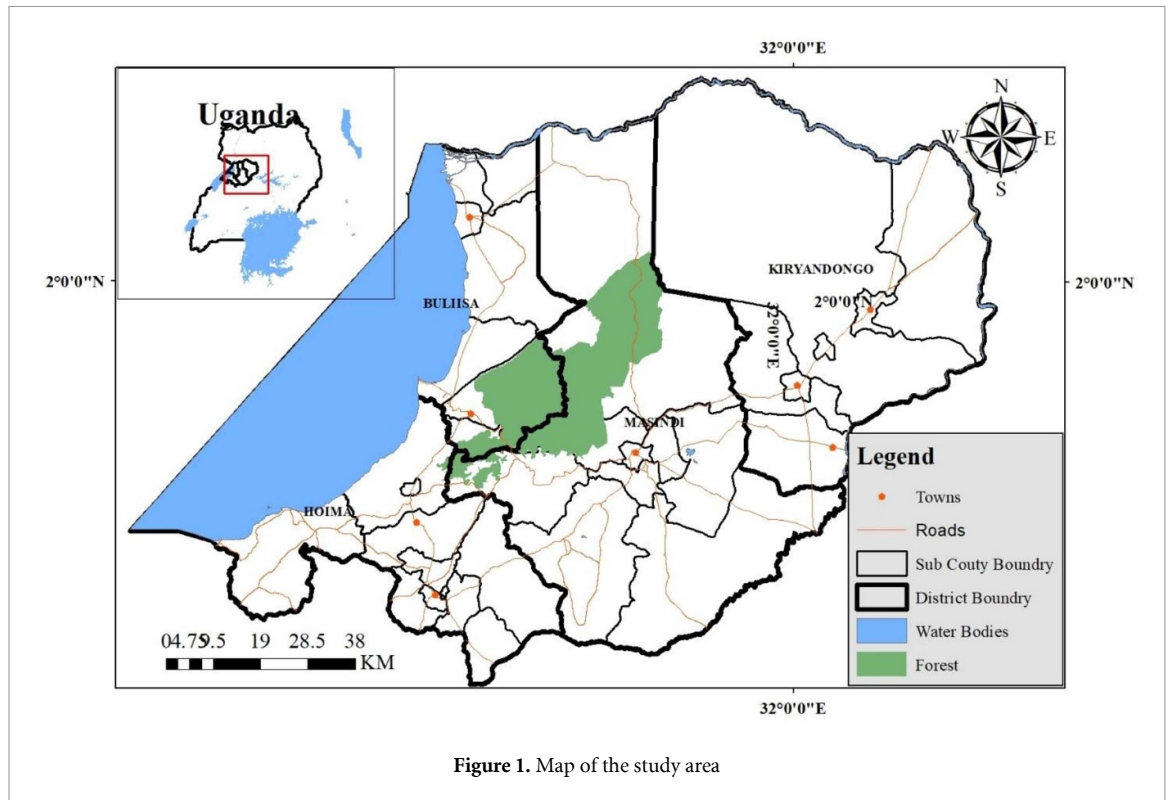 32°0'0"E
Uganda
N
W
E
S
2°0'0"N
2°0'0"N
KIRYANDONGO
2°0'0"N
32°0'0"E
BULIISA
MASINDI
HOIMA
Legend
Towns
Roads
Sub Couty Boundry
District Boundry
Water Bodies
Forest
04.759.5 19 28.5 38
KM
32°0'0"E
Figure 1. Map of the study area